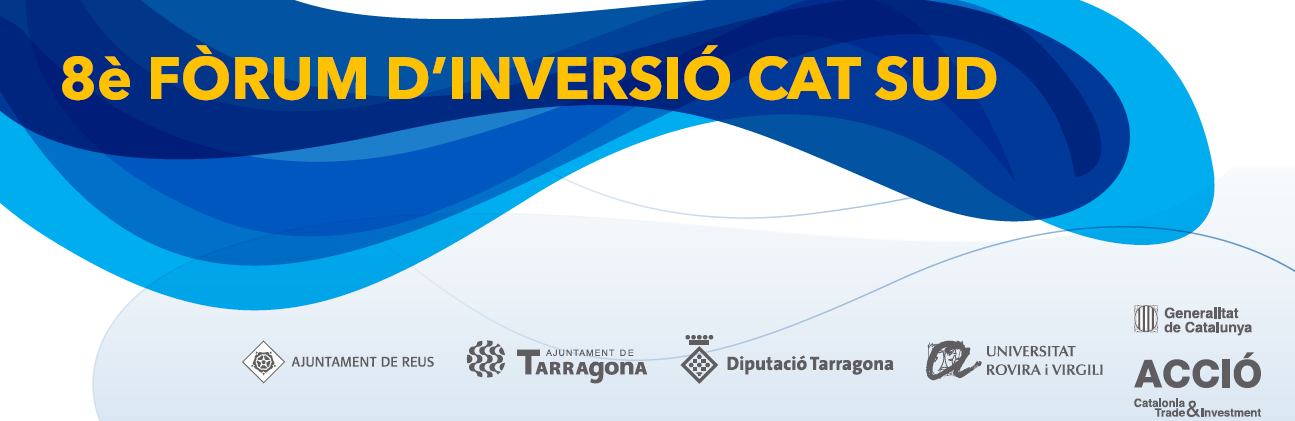 8è FÒRUM D'INVERSIÓ CAT SUD
AJUNTAMENT DE REUS
AJUNTAMENT DE
TARRAGONA
Diputació Tarragona
UNIVERSITAT
ROVIRA i VIRGILI
Generalitat
de Catalunya
ACCIÓ
Catalonia
Trade & Investment